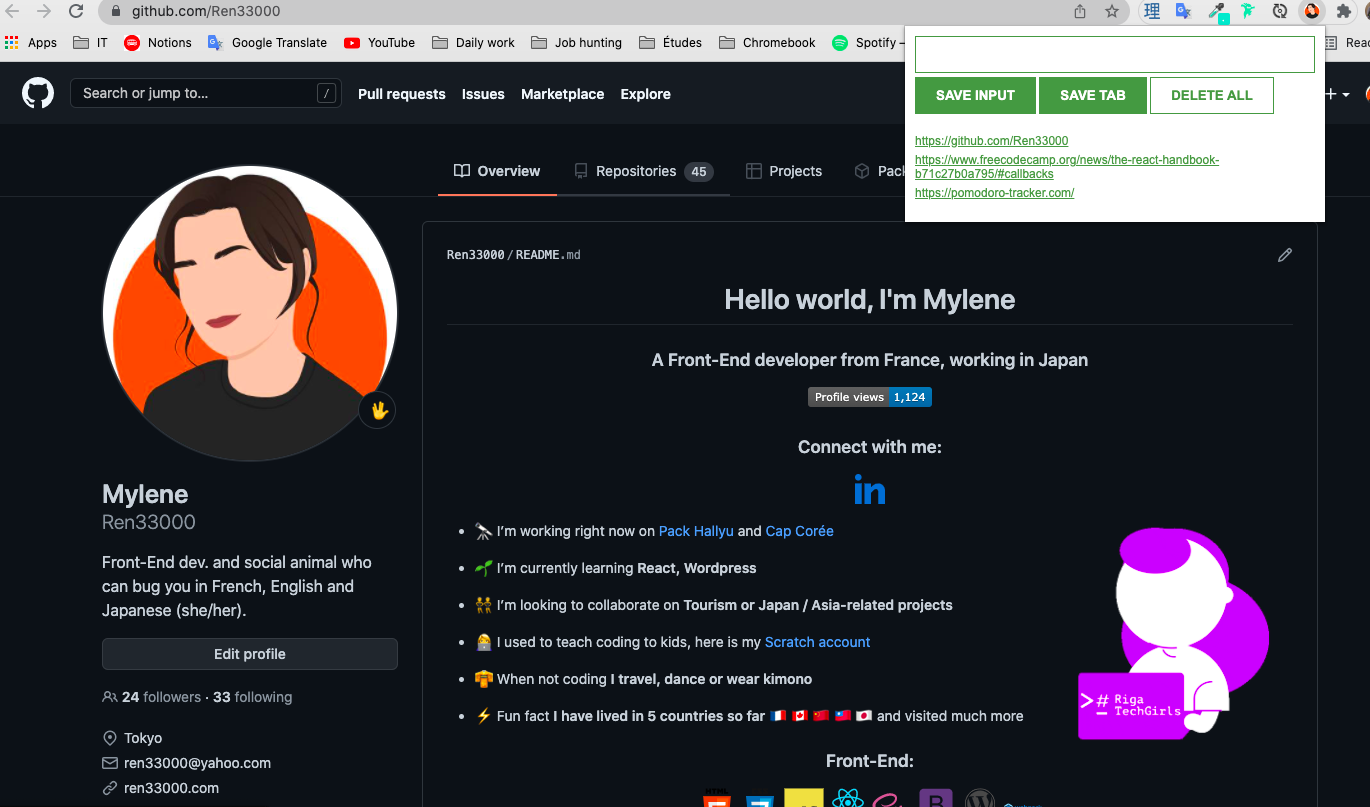 github.com/Ren33000
Apps IT Notions Google Translate YouTube Daily work Job hunting Études Chromebook Spotify –
SAVE INPUT SAVE TAB DELETE ALL
https://github.com/Ren33000
https://www.freecodecamp.org/news/the-react-handbook-
b71c27b0a795/#callbacks
https://pomodoro-tracker.com/
Search or jump to... / Pull requests Issues Marketplace Explore
Overview Repositories 45 Projects
Ren33000/README.md
Hello world, I'm Mylene
A Front-End developer from France, working in Japan
Profile views 1,124
Connect with me:
in
I'm working right now on Pack Hallyu and Cap Corée
I'm currently learning React, Wordpress
I'm looking to collaborate on Tourism or Japan / Asia-related projects
I used to teach coding to kids, here is my Scratch account
When not coding I travel, dance or wear kimono
Fun fact I have lived in 5 countries so far and visited much more
>_# Riga
TechGirls
Front-End:
Mylene
Ren33000
Front-End dev. and social animal who
can bug you in French, English and
Japanese (she/her).
Edit profile
24 followers · 33 following
Tokyo
ren33000@yahoo.com
ren33000.com